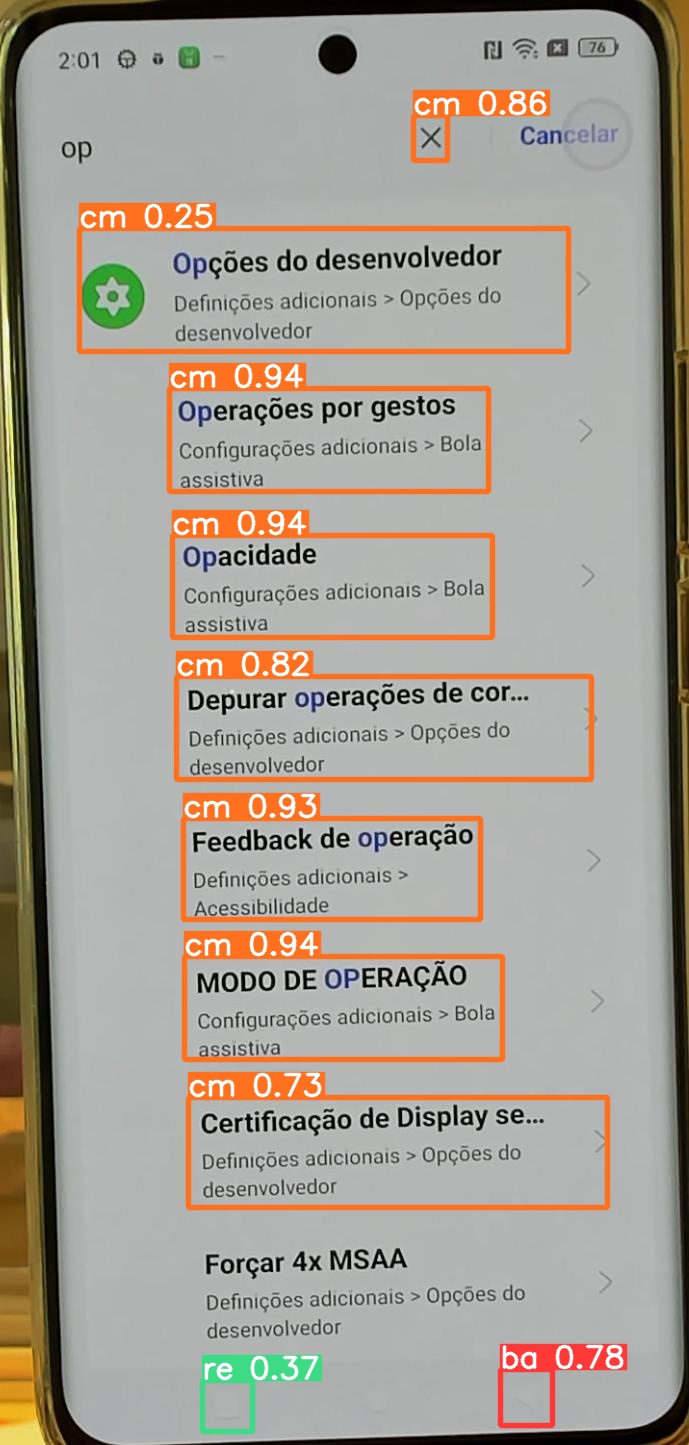 2:01
76
cm 0.86
op
Cancelar
cm 0.25
Opções do desenvolvedor
Definições adicionais > Opções do
desenvolvedor
cm 0.94
Operações por gestos
Configurações adicionais > Bola
assistiva
cm 0.94
Opacidade
Configurações adicionais > Bola
assistiva
cm 0.82
Depurar operações de cor...
Definições adicionais > Opções do
desenvolvedor
cm 0.93
Feedback de operação
Definições adicionais >
Acessibilidade
cm 0.94
MODO DE OPERAÇÃO
Configurações adicionais > Bola
assistiva
cm 0.73
Certificação de Display se...
Definições adicionais > Opções do
desenvolvedor
Forçar 4x MSAA
Definições adicionais > Opções do
desenvolvedor
re 0.37
ba 0.78